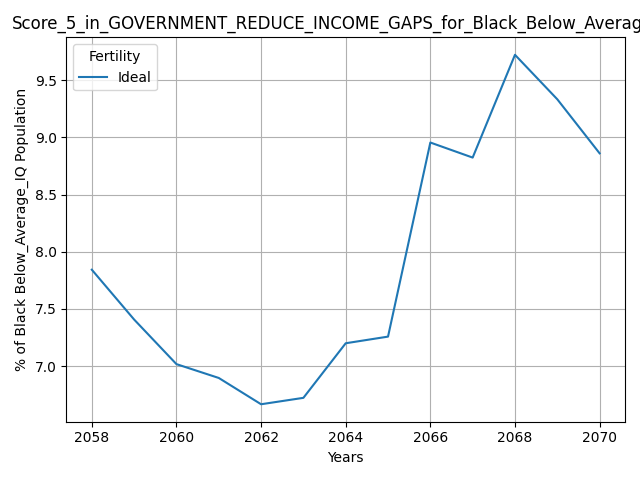 Score_5_in_GOVERNMENT_REDUCE_INCOME_GAPS_for_Black_Below_Averag
Fertility
Ideal
% of Black Below_Average_IQ Population
9.5
9.0
8.5
8.0
7.5
7.0
2058 2060 2062 2064 2066 2068 2070
Years